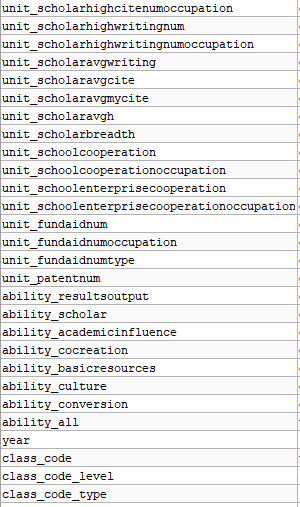 unit_scholarhighcitenumoccupation
unit_scholarhighwritingnum
unit_scholarhighwritingnumoccupation
unit_scholaravgwriting
unit_scholaravgcite
unit_scholaravgmycite
unit_scholaravgh
unit_scholarbreadth
unit_schoolcooperation
unit_schoolcooperationoccupation
unit_schoolenterprisecooperation
unit_schoolenterprisecooperationoccupation
unit_fundaidnum
unit_fundaidnumoccupation
unit_fundaidnumtype
unit_patentnum
ability_resultsoutput
ability_scholar
ability_academicinfluence
ability_cocreation
ability_basicresources
ability_culture
ability_conversion
ability_all
year
class_code
class_code_level
class_code_type